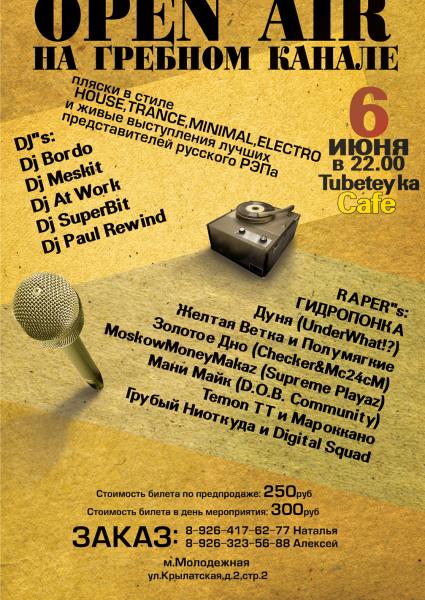 OPEN AIR
НА ГРЕБНОМ КАНАЛЕ
пляски в стиле
HOUSE,TRANCE,MINIMAL,ELECTRO
и живые выступления лучших
представителей русского РЭПа
6
июня
в 22.00
Tubeteyka
Cafe
DJ"s:
Dj Bordo
Dj Meskit
Dj At Work
Dj SuperBit
Dj Paul Rewind
RAPER"s:
ГИДРОПОНКА
Дуня (UnderWhat!?)
Желтая Ветка и Полумягкие
Золотое Дно (Checker&Mc24cM)
MoskowMoneyMakaz (Supreme Playaz)
Мани Майк (D.O.B. Community)
Temon TT и Марокканo
Грубый Ниоткуда и Digital Squad
Стоимость билета по предпродаже: 250руб
Стоимость билета в день мероприятия: 300руб
ЗАКАЗ: 8-926-417-62-77 Наталья
8-926-323-56-88 Алексей
м.Молодежная
ул.Крылатская,д.2,стр.2